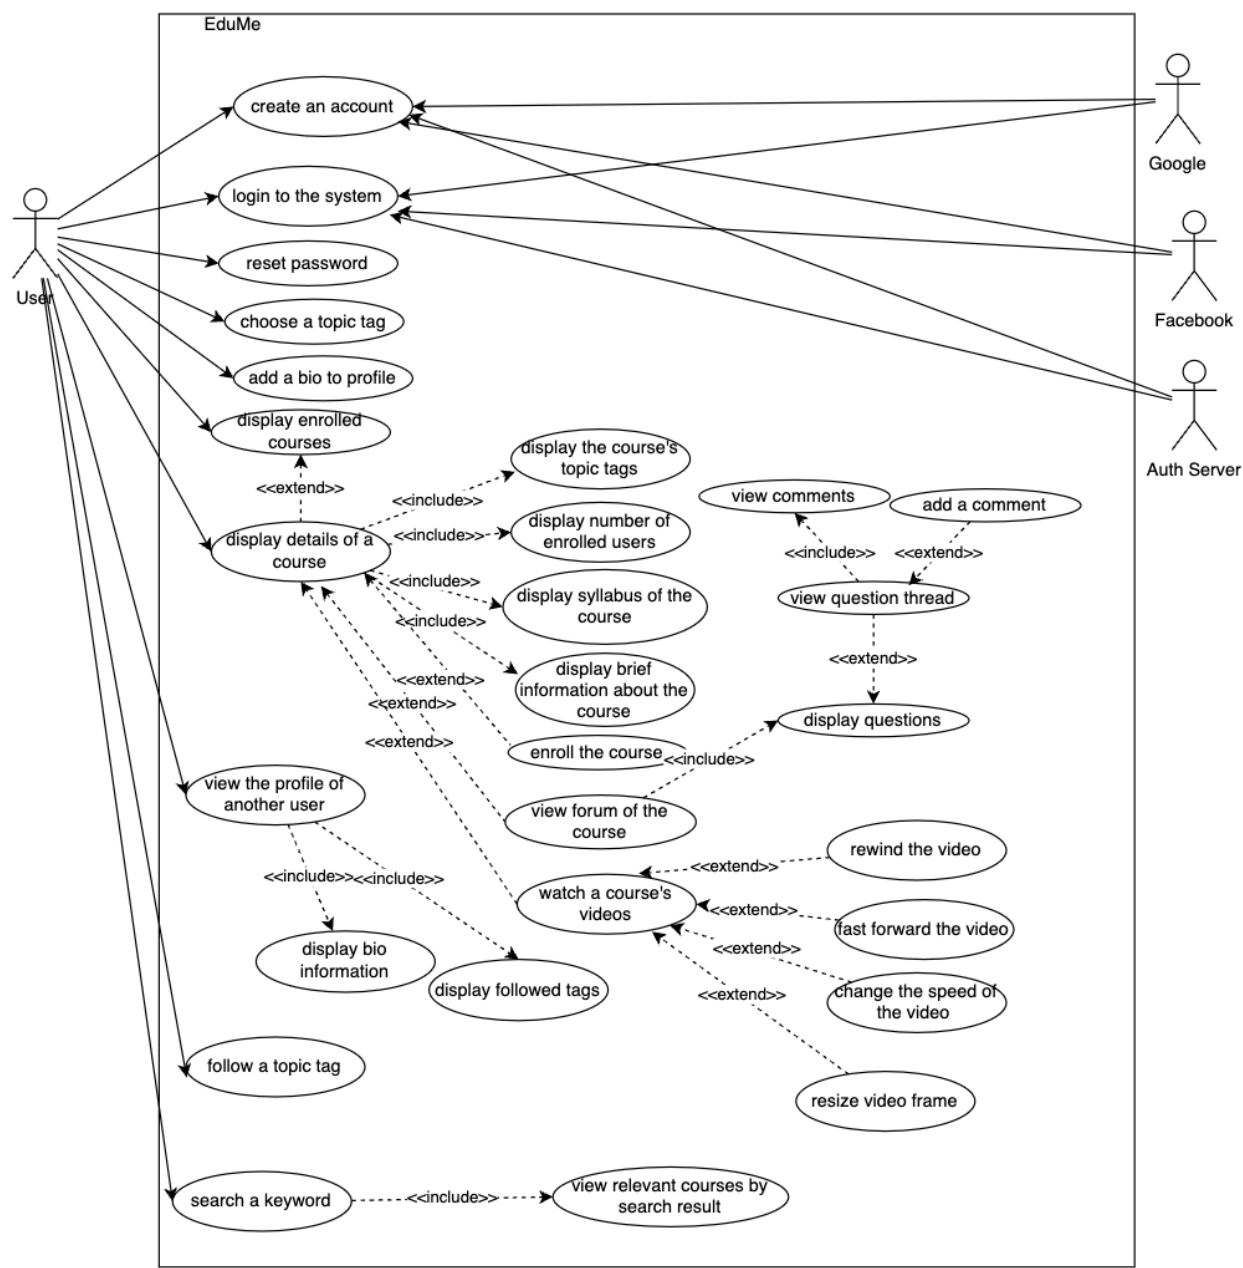 EduMe
create an account
Google
login to the system
User
reset password
Facebook
choose a topic tag
add a bio to profile
Auth Server
display enrolled
courses
<<extend>>
display details of a
course
<<include>>
<<include>>
<<include>>
<<include>>
display the course's
topic tags
display number of
enrolled users
display syllabus of the
course
display brief
information about the
course
view comments
add a comment
<<include>>
<<extend>>
view question thread
<<extend>>
display questions
<<extend>>
<<extend>>
<<extend>>
enroll the course
<<include>>
view forum of the
course
view the profile of
another user
<<include>>
<<include>>
display bio
information
display followed tags
watch a course's
videos
<<extend>>
<<extend>>
<<extend>>
<<extend>>
rewind the video
fast forward the video
change the speed of
the video
resize video frame
follow a topic tag
search a keyword
<<include>>
view relevant courses by
search result